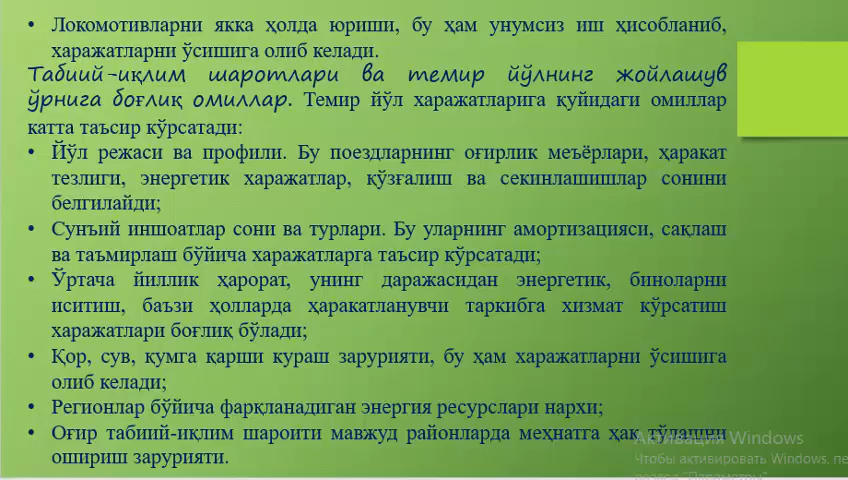 • Локомотивларни якка ҳолда юриши, бу ҳам унумсиз иш ҳисобланиб,
харажатларни ўсишига олиб келади.
Табиий-иқлим шаротлари ва темир йўлнинг жойлашув
ўрнига боғлиқ омиллар. Темир йўл харажатларига қуйидаги омиллар
катта таъсир кўрсатади:
• Йўл режаси ва профили. Бу поездларнинг оғирлик меъёрлари, ҳаракат
тезлиги, энергетик харажатлар, қўзғалиш ва секинлашишлар сонини
белгилайди;
• Сунъий иншоатлар сони ва турлари. Бу уларнинг амортизацияси, сақлаш
ва таъмирлаш бўйича харажатларга таъсир кўрсатади;
• Ўртача йиллик ҳарорат, унинг даражасидан энергетик, биноларни
иситиш, баъзи ҳолларда ҳаракатланувчи таркибга хизмат кўрсатиш
харажатлари боғлиқ бўлади;
• Қор, сув, қумга қарши кураш зарурияти, бу ҳам харажатларни ўсишига
олиб келади;
• Регионлар бўйича фарқланадиган энергия ресурслари нархи;
• Оғир табиий-иқлим шароити мавжуд районларда меҳнатга ҳақ тўлашни
ошириш зарурияти.
Активация Windows
Чтобы активировать Windows, пе
раздел "Параметры"